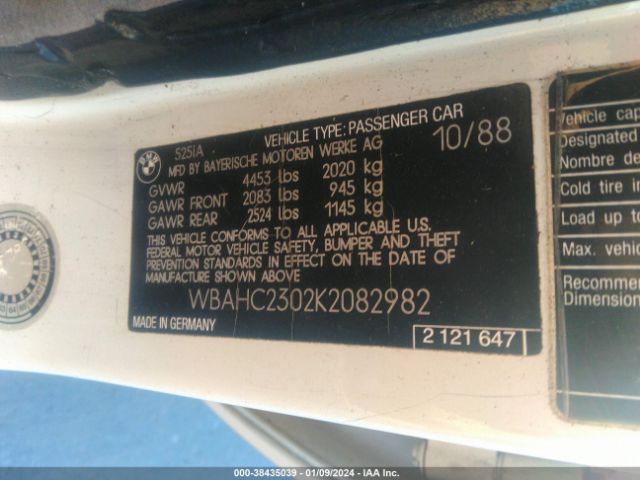 BMW
525IA
VEHICLE TYPE: PASSENGER CAR
10/88
MFD BY BAYERISCHE MOTOREN WERKE AG
GVWR 4453 lbs 2020 kg
GAWR FRONT 2083 lbs 945 kg
GAWR REAR 2524 lbs 1145 kg
THIS VEHICLE CONFORMS TO ALL APPLICABLE U.S.
FEDERAL MOTOR VEHICLE SAFETY, BUMPER AND THEFT
PREVENTION STANDARDS IN EFFECT ON THE DATE OF
MANUFACTURE SHOWN ABOVE
WBAHC2302K2082982
MADE IN GERMANY
2 121 647
Vehicle cap
Designated
Nombre de
Cold tire in
Load up to
Max. vehic
Recommen
Dimension
000-38435039 - 01/09/2024 - IAA Inc.